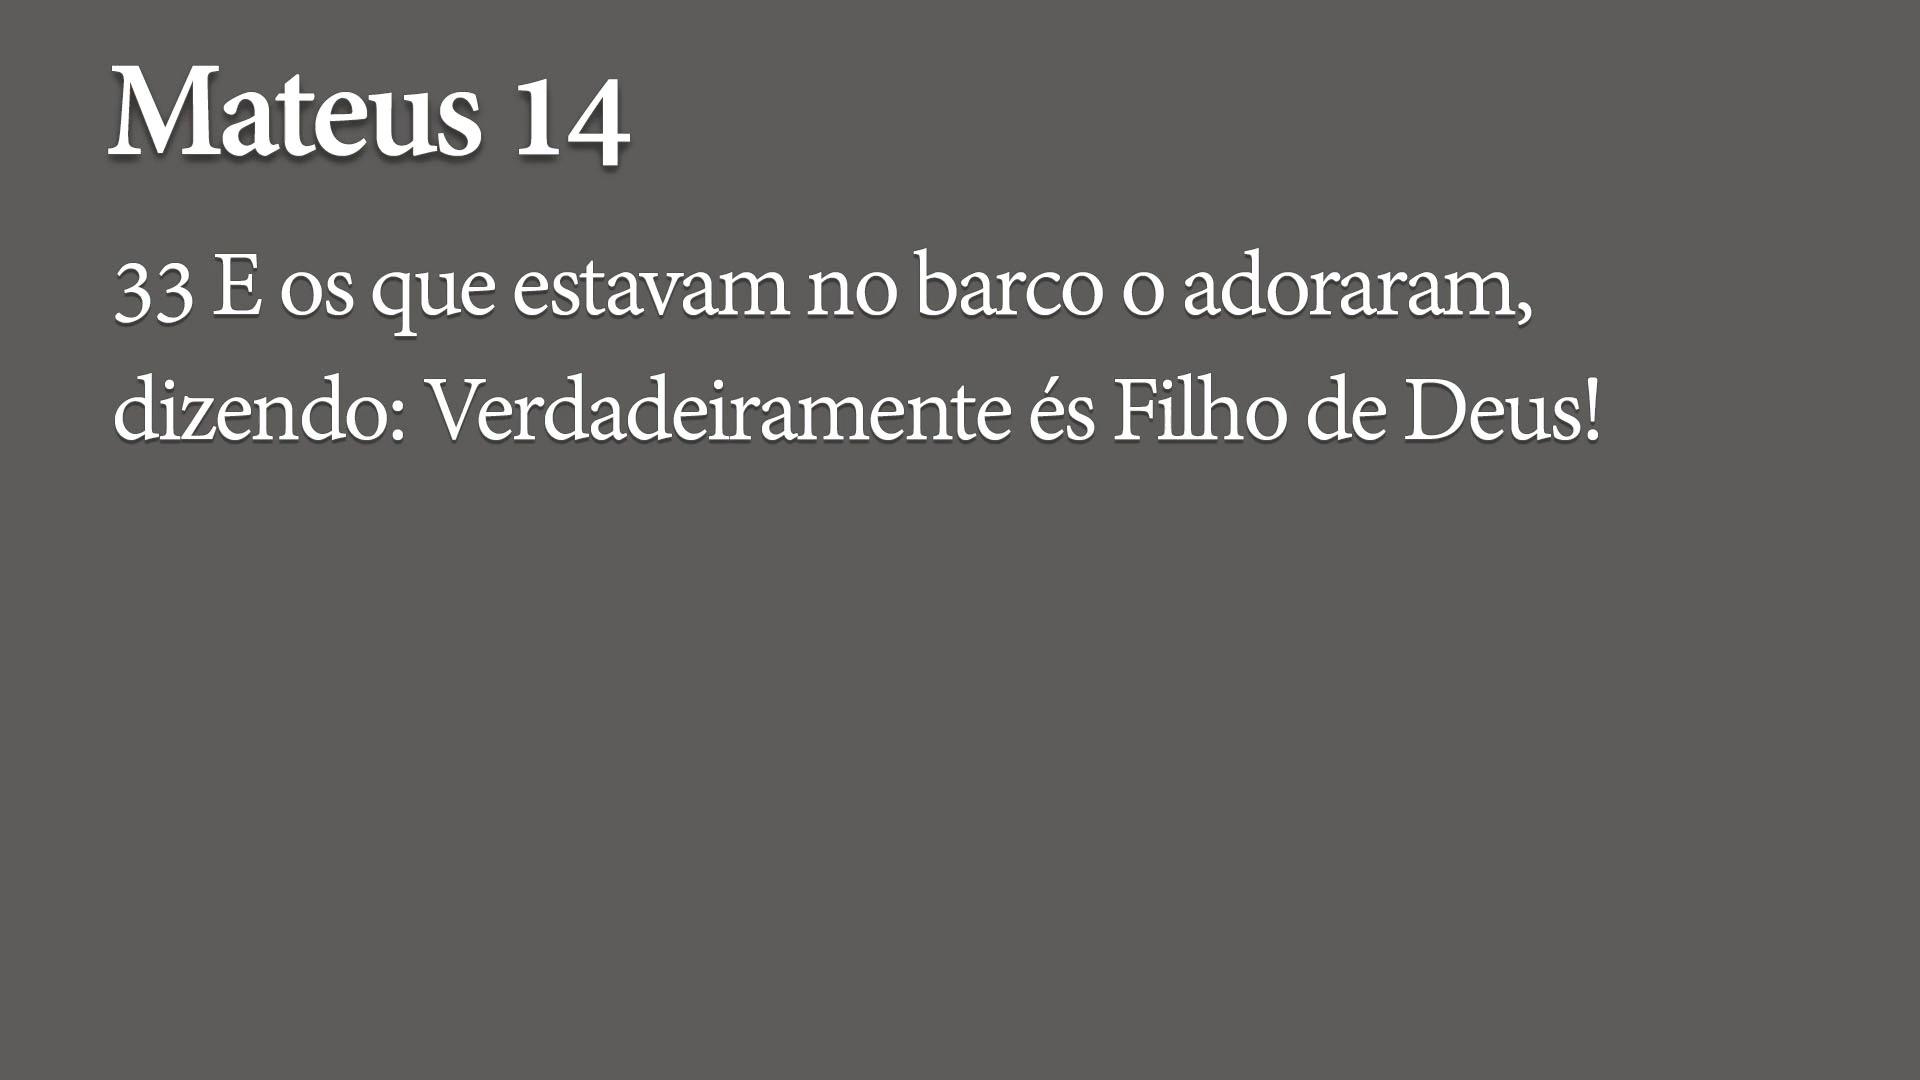 Mateus 14
33 E os que estavam no barco o adoraram,
dizendo: Verdadeiramente és Filho de Deus!